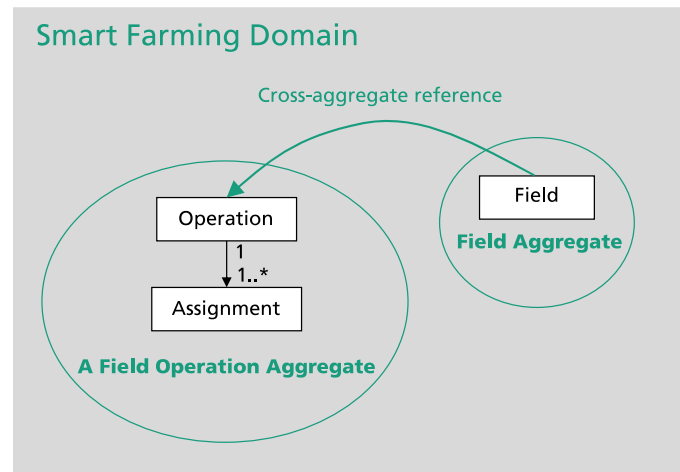 Smart Farming Domain
Cross-aggregate reference
Operation
1
1..*
Assignment
A Field Operation Aggregate
Field
Field Aggregate